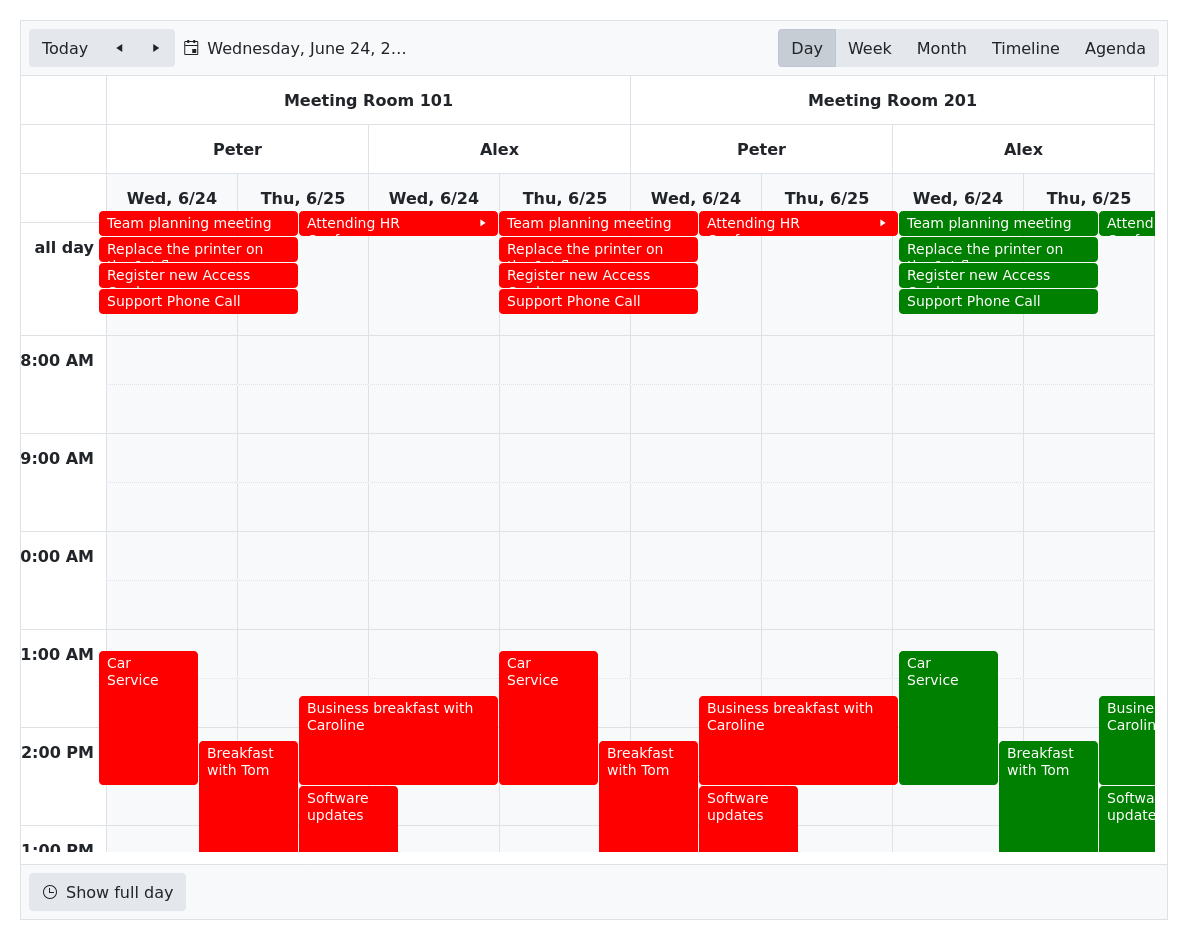 Today Wednesday, June 24, 2... Day Week Month Timeline Agenda
Meeting Room 101 Meeting Room 201
Peter Alex Peter Alex
Wed, 6/24 Thu, 6/25 Wed, 6/24 Thu, 6/25 Wed, 6/24 Thu, 6/25 Wed, 6/24 Thu, 6/25
Team planning meeting Attending HR Team planning meeting Attending HR Team planning meeting Attend
all day Replace the printer on Replace the printer on Replace the printer on
Register new Access Register new Access Register new Access
Support Phone Call Support Phone Call Support Phone Call
8:00 AM
9:00 AM
0:00 AM
1:00 AM Car Car Car
Service Service Service
Business breakfast with Business breakfast with Busine
Caroline Caroline Carolin
2:00 PM Breakfast Breakfast Breakfast
with Tom with Tom with Tom
Software Software Softwa
updates updates update
1:00 PM
Show full day